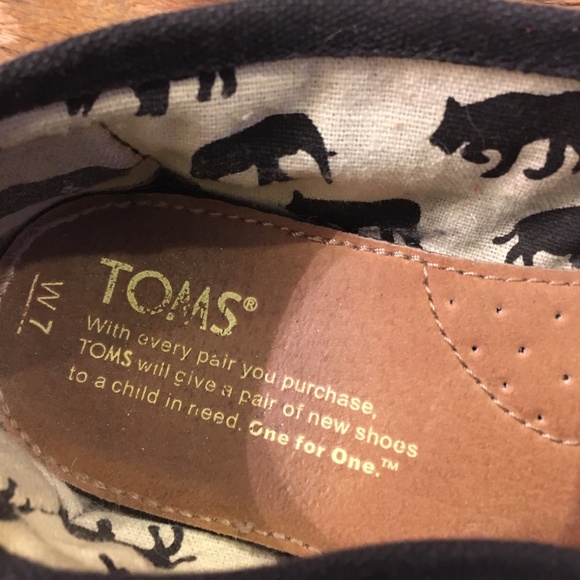 TOMS®
W 7
With every pair you purchase,
TOMS will give a pair of new shoes
to a child in need. One for One.™